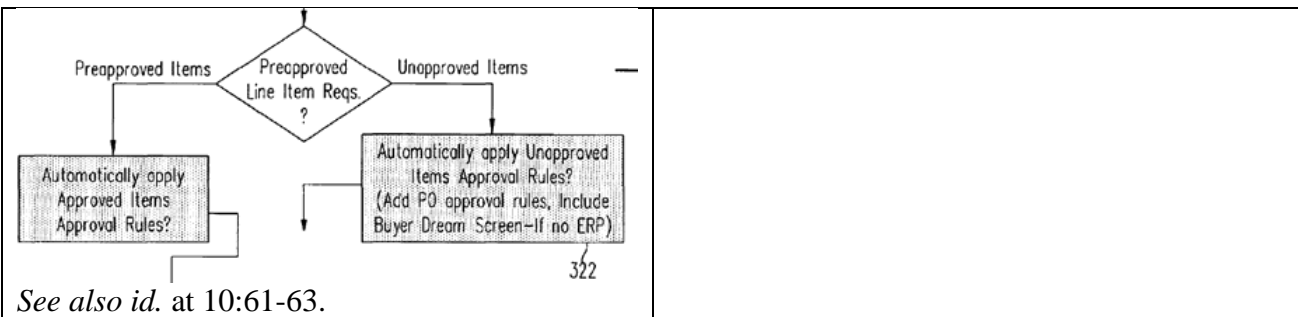 Preapproved Items
Preapproved
Line Item Reqs.
?
Unapproved Items
Automatically apply
Approved Items
Approval Rules?
Automatically apply Unapproved
Items Approval Rules?
(Add PO approval rules, Include
Buyer Dream Screen-If no ERP)
322
See also id. at 10:61-63.